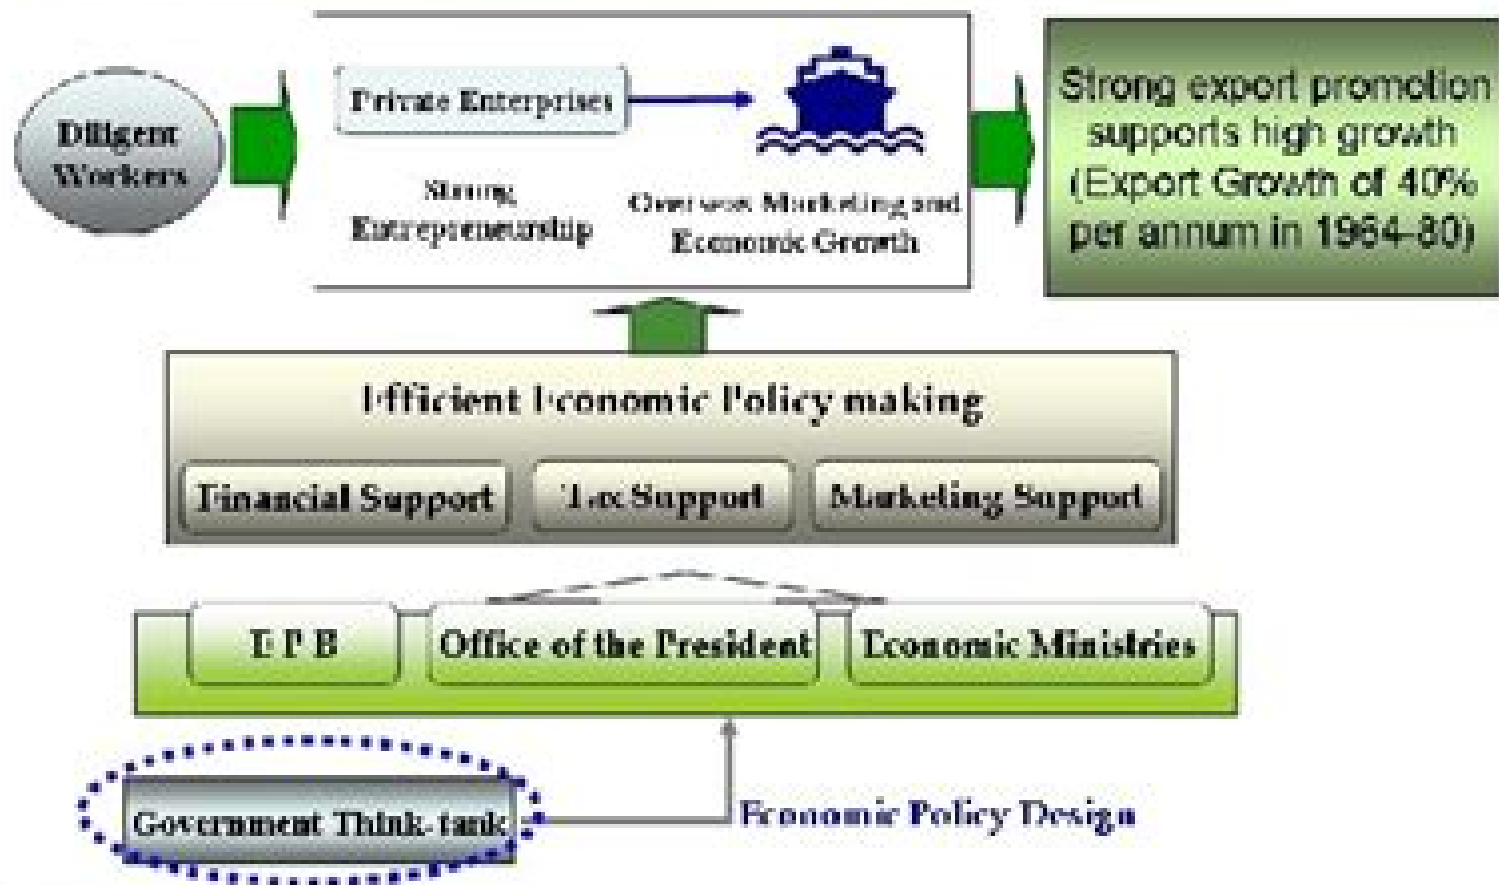 Diligent
Workers
Private Enterprises
Strong
Entrepreneurship
Overseas Marketing and
Economic Growth
Strong export promotion
supports high growth
(Export Growth of 40%
per annum in 1964-80)
Efficient Economic Policy making
Financial Support
Tax Support
Marketing Support
E P B
Office of the President
Economic Ministries
Government Think-tank
Economic Policy Design